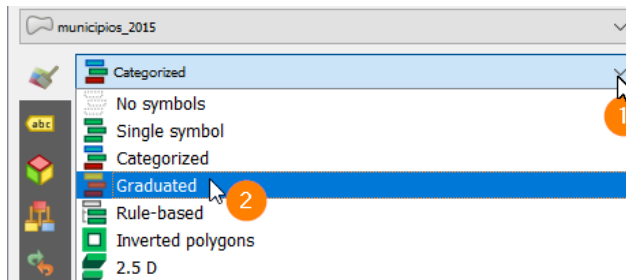 municipios_2015
Categorized
1
abc
No symbols
Single symbol
Categorized
Graduated
2
Rule-based
Inverted polygons
2.5 D